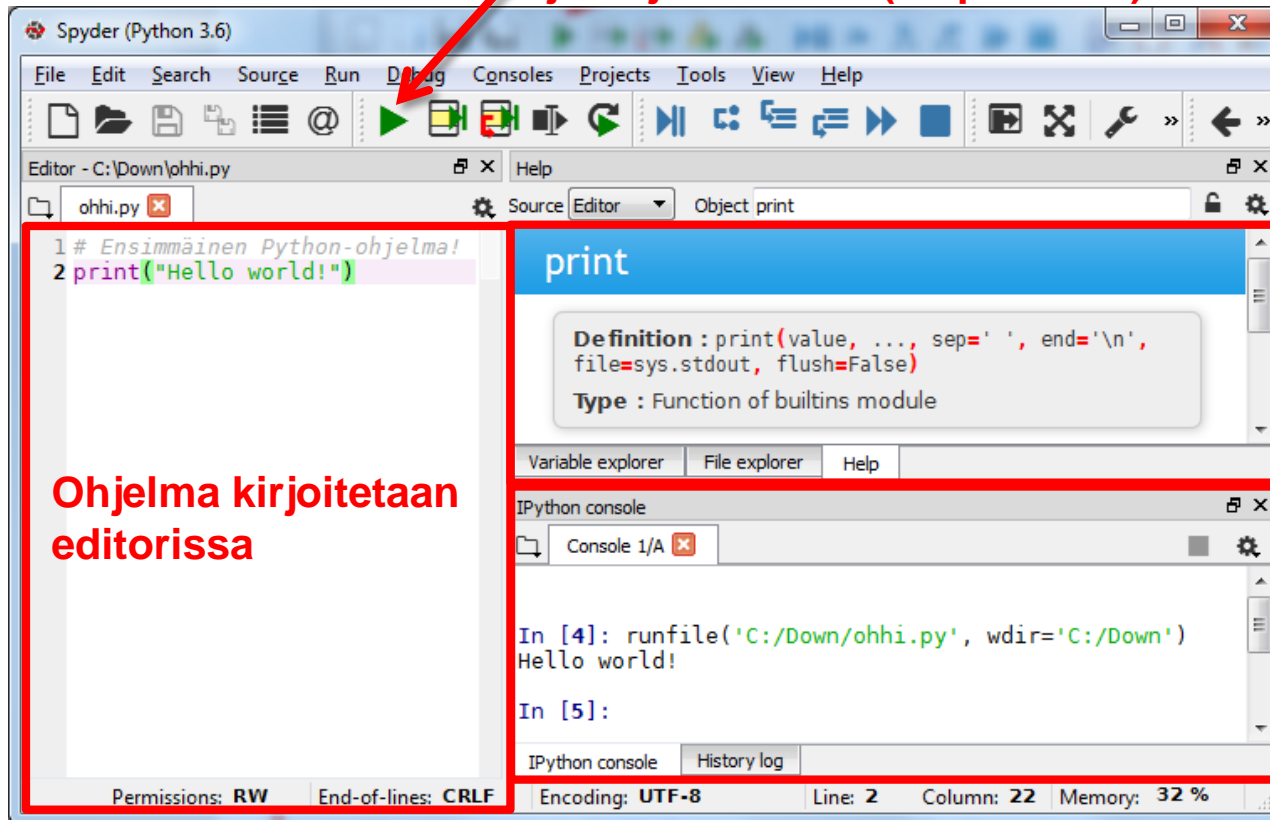 Spyder (Python 3.6)
File Edit Search Source Run Debug Consoles Projects Tools View Help
Editor - C:\Down\ohhi.py
ohhi.py
1 # Ensimmäinen Python-ohjelma!
2 print("Hello world!")
Ohjelma kirjoitetaan
editorissa
Help
Source Editor Object print
print
Definition : print(value, ..., sep=' ', end='\n',
file=sys.stdout, flush=False)
Type : Function of builtins module
Variable explorer File explorer Help
IPython console
Console 1/A
In [4]: runfile('C:/Down/ohhi.py', wdir='C:/Down')
Hello world!
In [5]:
IPython console History log
Permissions: RW End-of-lines: CRLF Encoding: UTF-8 Line: 2 Column: 22 Memory: 32 %